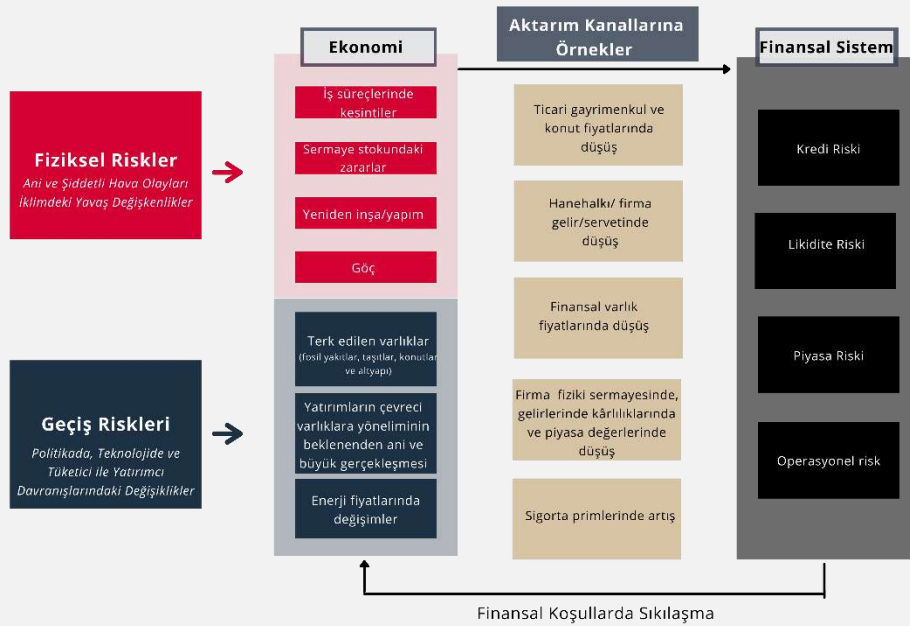 Fiziksel Riskler
Ani ve Şiddetli Hava Olayları
İklimdeki Yavaş Değişkenlikler
Geçiş Riskleri
Politikada, Teknolojide ve
Tüketici ile Yatırımcı
Davranışlarındaki Değişiklikler
Ekonomi
İş süreçlerinde
kesintiler
Sermaye stokundaki
zararlar
Yeniden inşa/yapım
Göç
Terk edilen varlıklar
(fosil yakıtlar, taşıtlar, konutlar
ve altyapı)
Yatırımların çevreci
varlıklara yöneliminin
beklenenden ani ve
büyük gerçekleşmesi
Enerji fiyatlarında
değişimler
Aktarım Kanallarına
Örnekler
Ticari gayrimenkul ve
konut fiyatlarında
düşüş
Hanehalkı/ firma
gelir/servetinde
düşüş
Finansal varlık
fiyatlarında düşüş
Firma fiziki sermayesinde,
gelirlerinde kârlılıklarında
ve piyasa değerlerinde
düşüş
Sigorta primlerinde artış
Finansal Sistem
Kredi Riski
Likidite Riski
Piyasa Riski
Operasyonel risk
Finansal Koşullarda Sıkılaşma